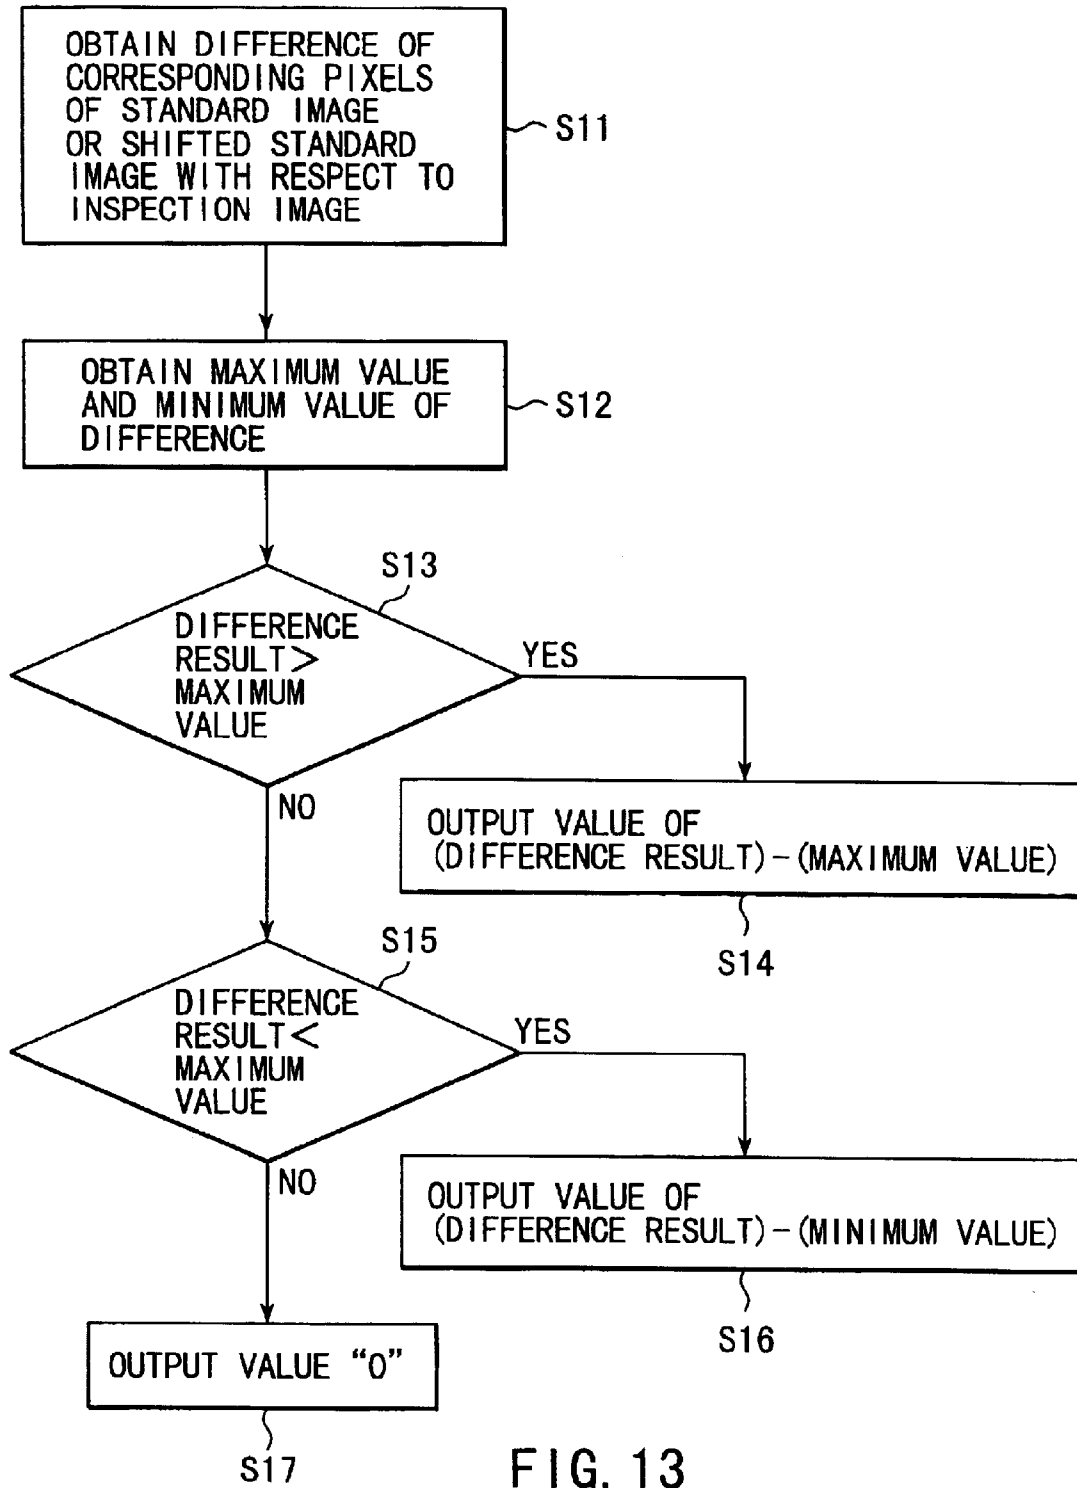 OBTAIN DIFFERENCE OF
CORRESPONDING PIXELS
OF STANDARD IMAGE
OR SHIFTED STANDARD
IMAGE WITH RESPECT TO
INSPECTION IMAGE
S11
OBTAIN MAXIMUM VALUE
AND MINIMUM VALUE OF
DIFFERENCE
S12
S13
DIFFERENCE
RESULT>
MAXIMUM
VALUE
YES
NO
OUTPUT VALUE OF
(DIFFERENCE RESULT)-(MAXIMUM VALUE)
S14
S15
DIFFERENCE
RESULT<
MAXIMUM
VALUE
YES
NO
OUTPUT VALUE OF
(DIFFERENCE RESULT)-(MINIMUM VALUE)
S16
OUTPUT VALUE “0”
S17
FIG. 13